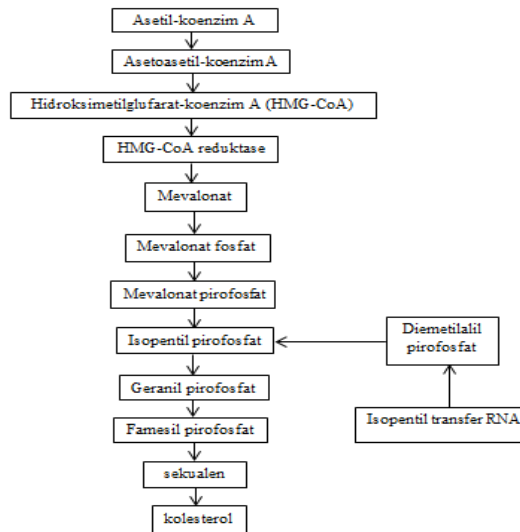 Asetil-koenzim A
Asetoasetil-koenzim A
Hidroksimetilglufarat-koenzim A (HMG-CoA)
HMG-CoA reduktase
Mevalonat
Mevalonat fosfat
Mevalonat pirofosfat
Isopentil pirofosfat
Diemetilalil
pirofosfat
Geranil pirofosfat
Isopentil transfer RNA
Famesil pirofosfat
sekualen
kolesterol